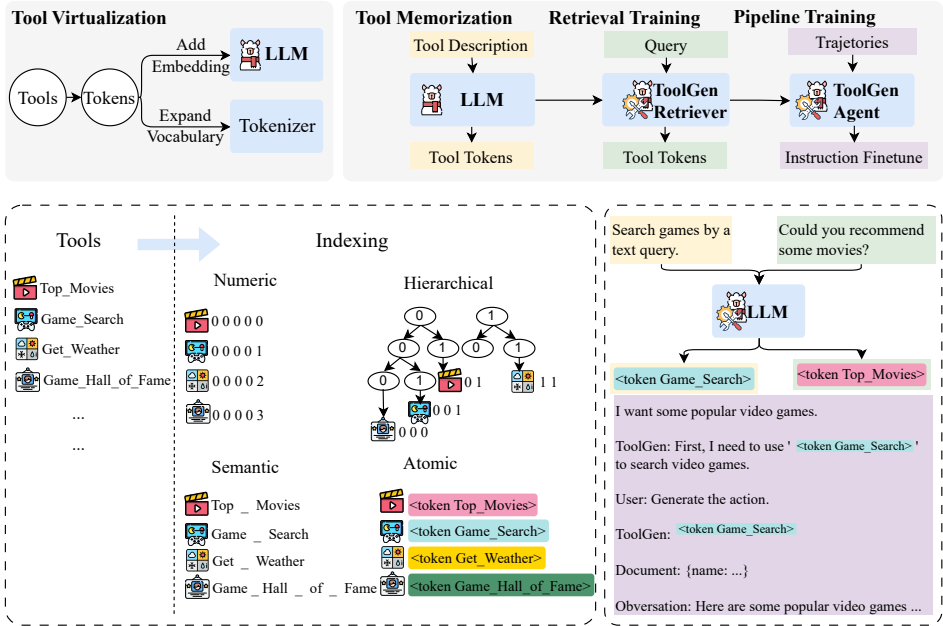 Tool Virtualization
Tools
Tokens
Add
Embedding
LLM
Expand
Vocabulary
Tokenizer
Tool Memorization
Retrieval Training
Pipeline Training
Tool Description
Query
Trajetories
LLM
ToolGen
Retriever
ToolGen
Agent
Tool Tokens
Tool Tokens
Instruction Finetune
Tools
Top_Movies
Game_Search
Get_Weather
Game_Hall_of_Fame
...
...
Indexing
Numeric
0 0 0 0 0
0 0 0 0 1
0 0 0 0 2
0 0 0 0 3
Hierarchical
0
1
0
1
0
1
0
1
0 1
1 1
0 0 1
0 0 0
Semantic
Top _ Movies
Game _ Search
Get _ Weather
Game _ Hall _ of _ Fame
Atomic
<token Top_Movies>
<token Game_Search>
<token Get_Weather>
<token Game_Hall_of_Fame>
Search games by a
text query.
Could you recommend
some movies?
LLM
<token Game_Search>
<token Top_Movies>
I want some popular video games.
ToolGen: First, I need to use ' <token Game_Search> '
to search video games.
User: Generate the action.
ToolGen: <token Game_Search>
Document: {name: ...}
Obversation: Here are some popular video games ...